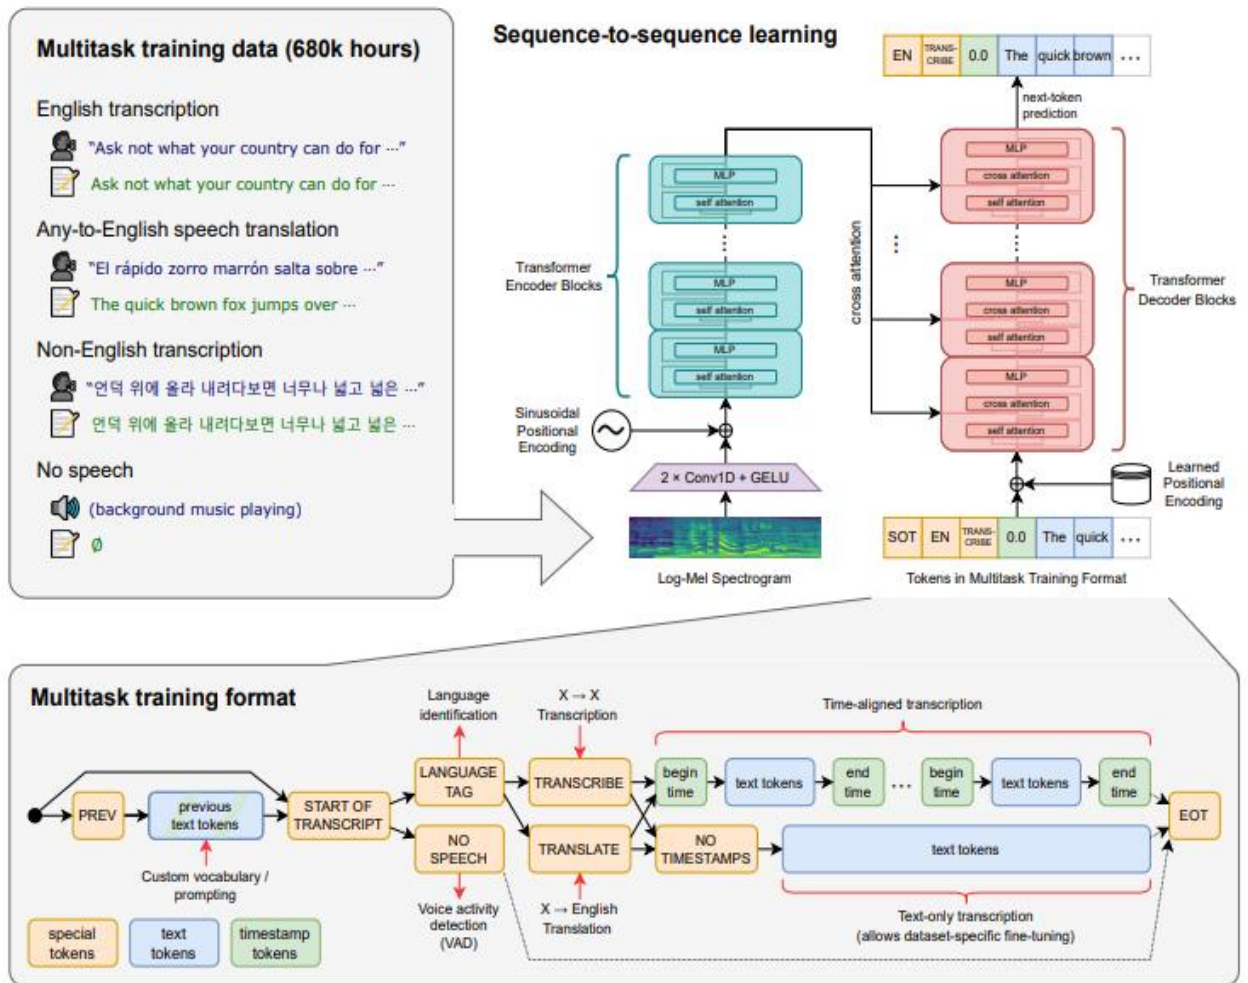 Multitask training data (680k hours)
English transcription
“Ask not what your country can do for ⋯”
Ask not what your country can do for ⋯
Any-to-English speech translation
“El rápido zorro marrón salta sobre ⋯”
The quick brown fox jumps over ⋯
Non-English transcription
“언덕 위에 올라 내려다보면 너무나 넓고 넓은 ⋯”
언덕 위에 올라 내려다보면 너무나 넓고 넓은 ⋯
No speech
(background music playing)
∅
Sequence-to-sequence learning
EN
TRANS-
CRIBE
0.0
The
quick
brown
⋯
next-token
prediction
MLP
self attention
⋮
MLP
self attention
MLP
self attention
Transformer
Encoder Blocks
cross attention
⋮
MLP
cross attention
self attention
⋮
MLP
cross attention
self attention
MLP
cross attention
self attention
Transformer
Decoder Blocks
Sinusoidal
Positional
Encoding
2 × Conv1D + GELU
Log-Mel Spectrogram
Learned
Positional
Encoding
SOT
EN
TRANS-
CRIBE
0.0
The
quick
⋯
Tokens in Multitask Training Format
Multitask training format
Language
identification
X → X
Transcription
Time-aligned transcription
PREV
previous
text tokens
START OF
TRANSCRIPT
LANGUAGE
TAG
NO
SPEECH
TRANSCRIBE
TRANSLATE
begin
time
text tokens
end
time
⋯
begin
time
text tokens
end
time
NO
TIMESTAMPS
text tokens
EOT
Custom vocabulary /
prompting
Voice activity
detection
(VAD)
X → English
Translation
Text-only transcription
(allows dataset-specific fine-tuning)
special
tokens
text
tokens
timestamp
tokens